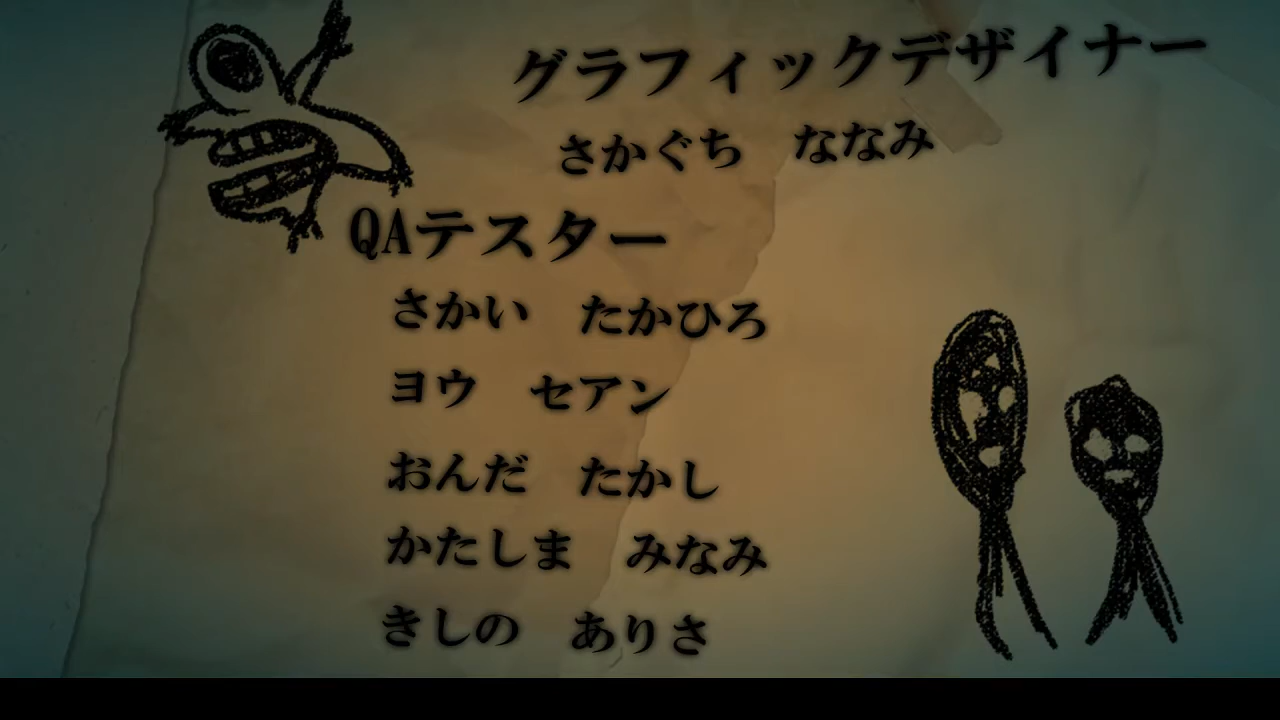 グラフィックデザイナー
さかぐち　ななみ
QAテスター
さかい　たかひろ
ヨウ　セアン
おんだ　たかし
かたしま　みなみ
きしの　ありさ